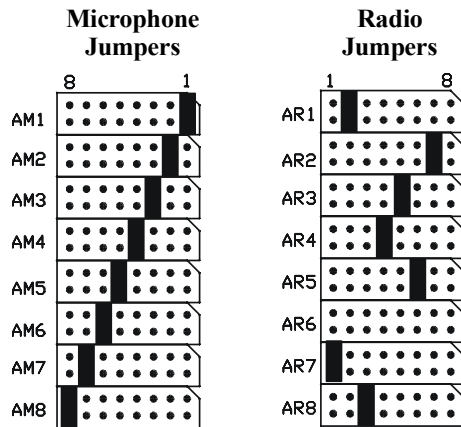 Microphone Jumpers
Radio Jumpers
8 1
1 8
AM1
AM2
AM3
AM4
AM5
AM6
AM7
AM8
AR1
AR2
AR3
AR4
AR5
AR6
AR7
AR8